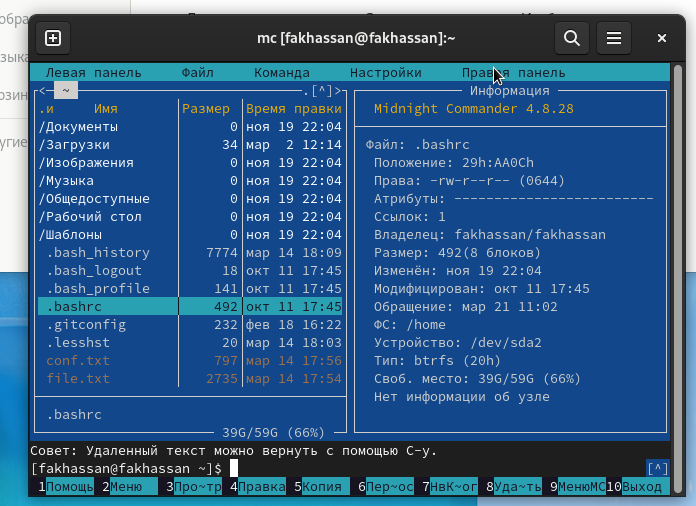 mc [fakhassan@fakhassan]:~
Левая панель Файл Команда Настройки Правая панель
<- ~ .[^]>
.и Имя Размер Время правки
/Документы 0 ноя 19 22:04
/Загрузки 34 мар 2 12:14
/Изображения 0 ноя 19 22:04
/Музыка 0 ноя 19 22:04
/Общедоступные 0 ноя 19 22:04
/Рабочий стол 0 ноя 19 22:04
/Шаблоны 0 ноя 19 22:04
.bash_history 7774 мар 14 18:09
.bash_logout 18 окт 11 17:45
.bash_profile 141 окт 11 17:45
.bashrc 492 окт 11 17:45
.gitconfig 232 фев 18 16:22
.lesshst 20 мар 14 18:03
conf.txt 797 мар 14 17:56
file.txt 2735 мар 14 17:54
.bashrc
39G/59G (66%)
Информация
Midnight Commander 4.8.28
Файл: .bashrc
Положение: 29h:AA0Ch
Права: -rw-r--r-- (0644)
Атрибуты: -------------------------
Ссылок: 1
Владелец: fakhassan/fakhassan
Размер: 492(8 блоков)
Изменён: ноя 19 22:04
Модифицирован: окт 11 17:45
Обращение: мар 21 11:02
ФС: /home
Устройство: /dev/sda2
Тип: btrfs (20h)
Своб. место: 39G/59G (66%)
Нет информации об узле
Совет: Удаленный текст можно вернуть с помощью C-y.
[fakhassan@fakhassan ~]$ [^]
1Помощь 2Меню 3Про~тр 4Правка 5Копия 6Пер~ос 7НвК~ог 8Уда~ть 9МенюMC 10Выход